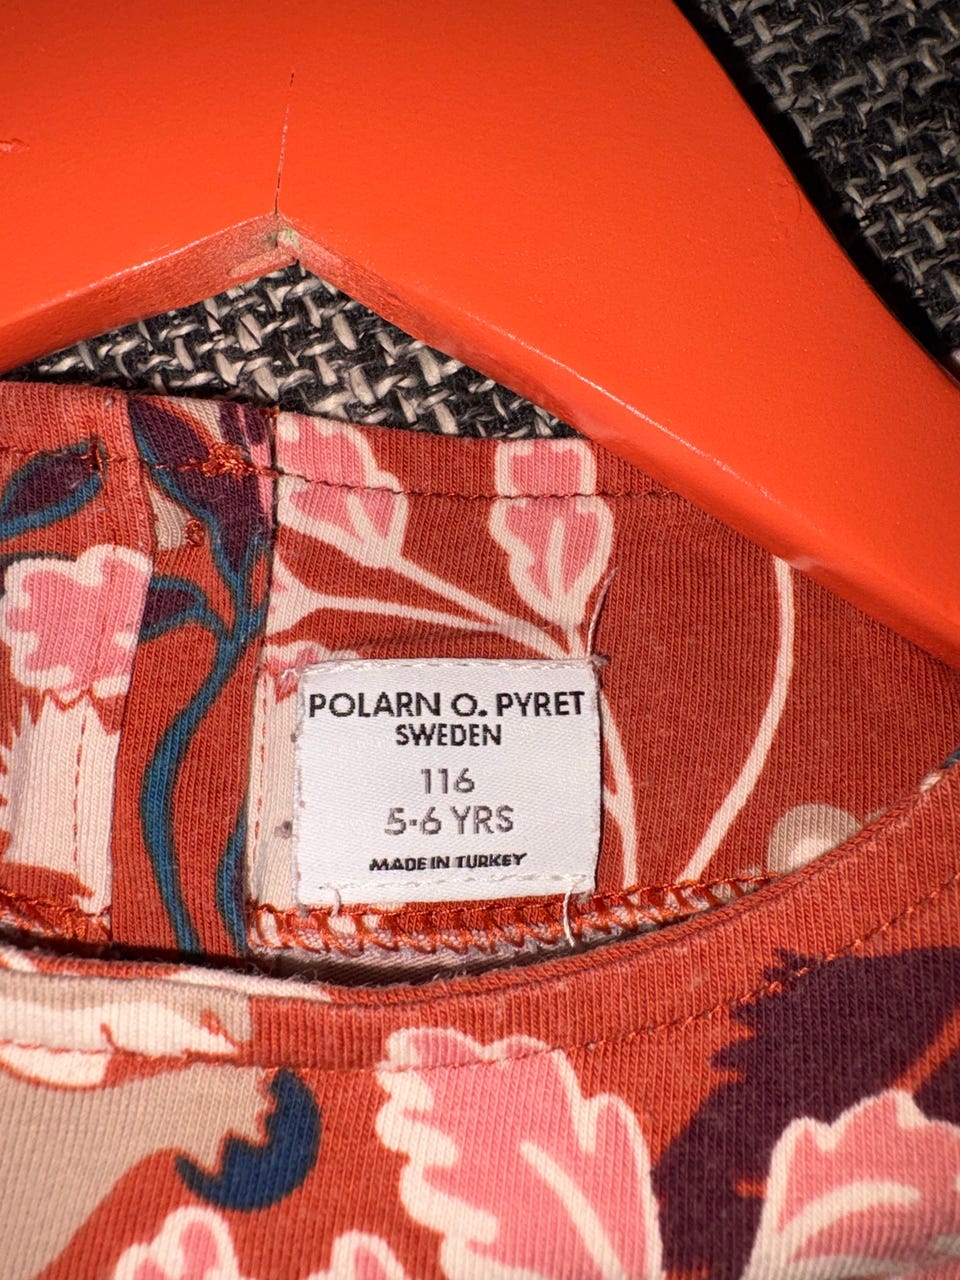 POLARN O. PYRET
SWEDEN
116
5-6 YRS
MADE IN TURKEY